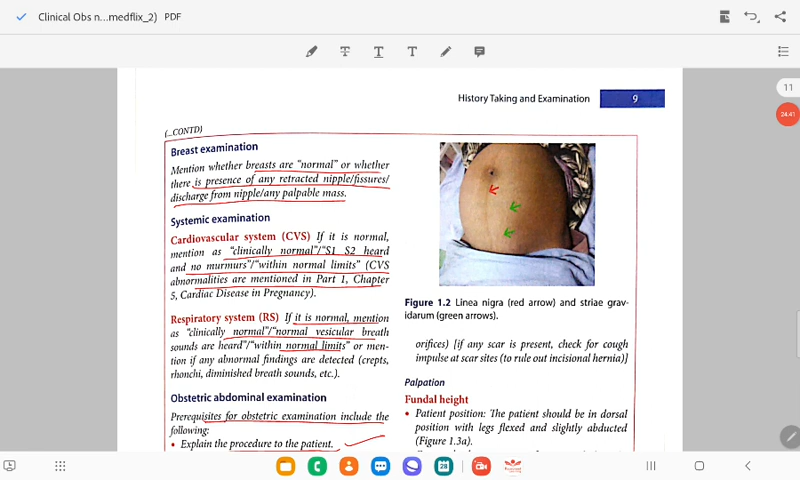 Clinical Obs n...medflix_2) PDF
11
24:41
History Taking and Examination 9
(...CONTD)
Breast examination
Mention whether breasts are “normal” or whether
there is presence of any retracted nipple/fissures/
discharge from nipple/any palpable mass.
Systemic examination
Cardiovascular system (CVS) If it is normal,
mention as “clinically normal”/“S1 S2 heard
and no murmurs”/“within normal limits” (CVS
abnormalities are mentioned in Part 1, Chapter
5, Cardiac Disease in Pregnancy).
Respiratory system (RS) If it is normal, mention
as “clinically normal”/“normal vesicular breath
sounds are heard”/“within normal limits” or men-
tion if any abnormal findings are detected (crepts,
rhonchi, diminished breath sounds, etc.).
Obstetric abdominal examination
Prerequisites for obstetric examination include the
following:
• Explain the procedure to the patient.
Figure 1.2 Linea nigra (red arrow) and striae grav-
idarum (green arrows).
orifices) [if any scar is present, check for cough
impulse at scar sites (to rule out incisional hernia)]
Palpation
Fundal height
• Patient position: The patient should be in dorsal
position with legs flexed and slightly abducted
(Figure 1.3a).
28